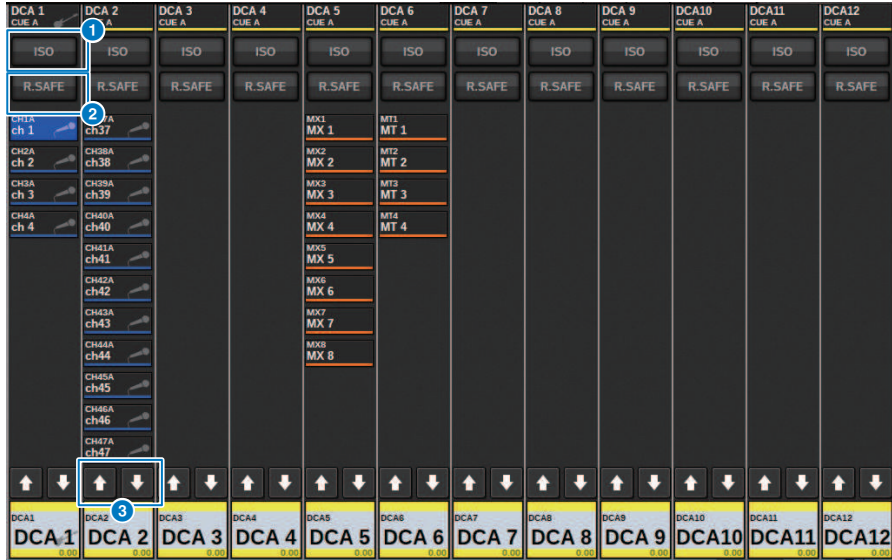 DCA 1 DCA 2 DCA 3 DCA 4 DCA 5 DCA 6 DCA 7 DCA 8 DCA 9 DCA10 DCA11 DCA12
CUE A CUE A CUE A CUE A CUE A CUE A CUE A CUE A CUE A CUE A CUE A
1
ISO ISO ISO ISO ISO ISO ISO ISO ISO ISO ISO ISO
R.SAFE R.SAFE R.SAFE R.SAFE R.SAFE R.SAFE R.SAFE R.SAFE R.SAFE R.SAFE R.SAFE R.SAFE
2
CH1A MX1 MT1
ch 1 ch37 MX 1 MT 1
CH2A CH38A MX2 MT2
ch 2 ch38 MX 2 MT 2
CH3A CH39A MX3 MT3
ch 3 ch39 MX 3 MT 3
CH4A CH40A MX4 MT4
ch 4 ch40 MX 4 MT 4
CH41A MX5
ch41 MX 5
CH42A MX6
ch42 MX 6
CH43A MX7
ch43 MX 7
CH44A MX8
ch44 MX 8
CH45A
ch45
CH46A
ch46
CH47A
ch47
3
DCA1 DCA2 DCA3 DCA4 DCA5 DCA6 DCA7 DCA8 DCA9 DCA10 DCA11 DCA12
DCA 1 DCA 2 DCA 3 DCA 4 DCA 5 DCA 6 DCA 7 DCA 8 DCA 9 DCA10 DCA11 DCA12
0.00 0.00 0.00 0.00 0.00 0.00 0.00 0.00 0.00 0.00 0.00 0.00